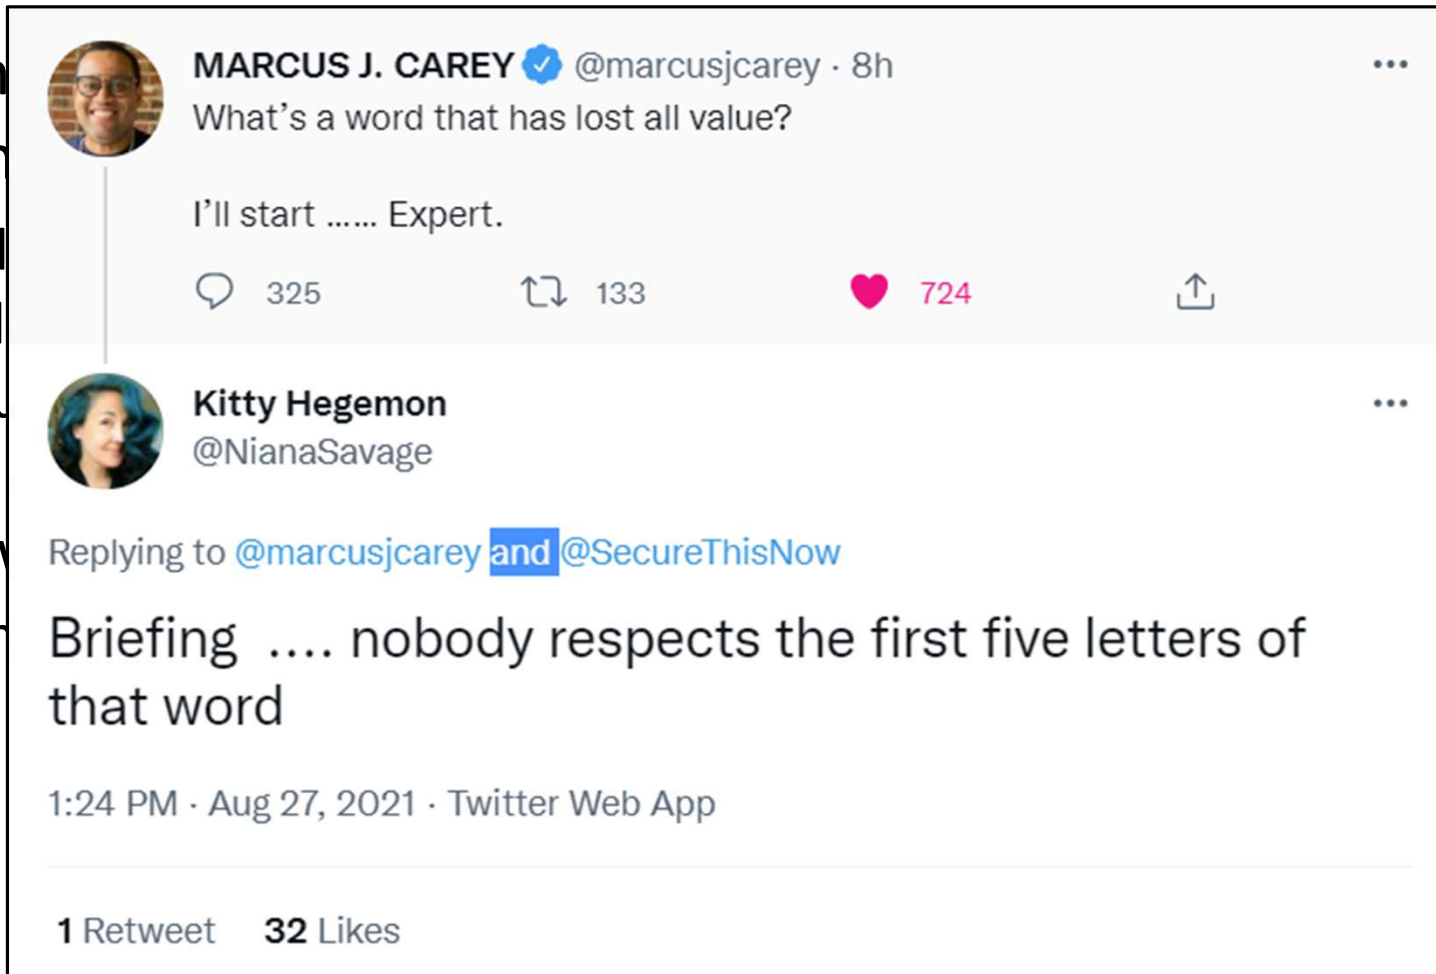 MARCUS J. CAREY @marcusjcarey · 8h
What’s a word that has lost all value?
I’ll start ...... Expert.
325 133 724
Kitty Hegemon
@NianaSavage
Replying to @marcusjcarey and @SecureThisNow
Briefing .... nobody respects the first five letters of
that word
1:24 PM · Aug 27, 2021 · Twitter Web App
1 Retweet 32 Likes